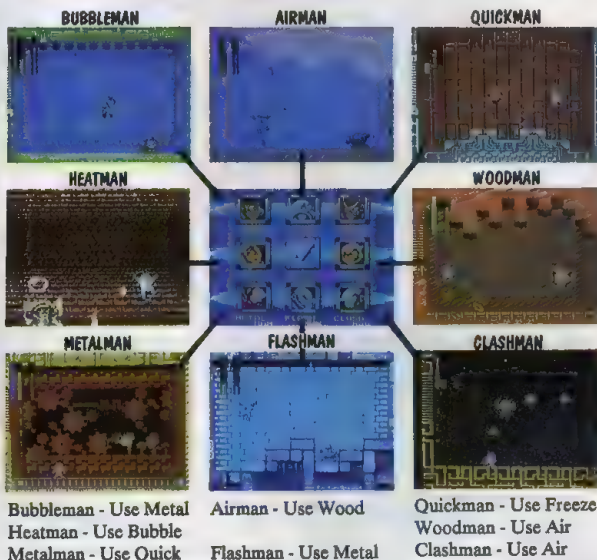 BUBBLEMAN AIRMAN QUICKMAN
HEATMAN WOODMAN
METALMAN FLASHMAN CLASHMAN
Bubbleman - Use Metal
Heatman - Use Bubble
Metalman - Use Quick
Airman - Use Wood
Flashman - Use Metal
Quickman - Use Freeze
Woodman - Use Air
Clashman - Use Air